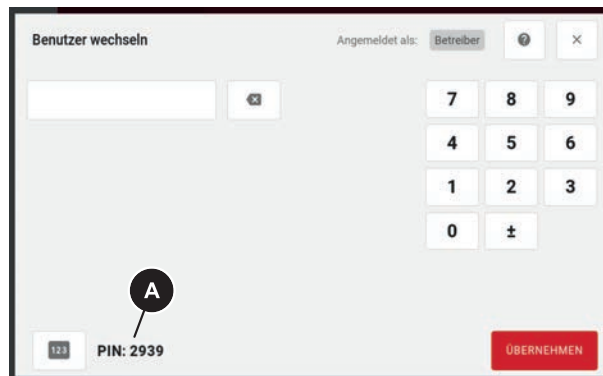 Benutzer wechseln Angemeldet als: Betreiber ? ×
7 8 9
4 5 6
1 2 3
0 ±
A
123 PIN: 2939 ÜBERNEHMEN